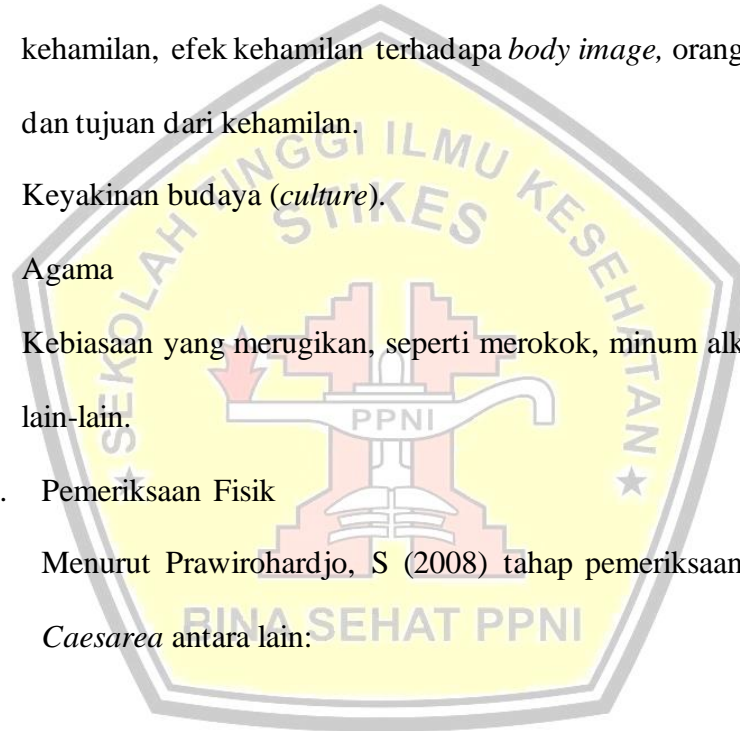 kehamilan, efek kehamilan terhadapa body image, orang
dan tujuan dari kehamilan.
Keyakinan budaya (culture).
Agama
Kebiasaan yang merugikan, seperti merokok, minum alk
lain-lain.
. Pemeriksaan Fisik
Menurut Prawirohardjo, S (2008) tahap pemeriksaan
Caesarea antara lain:
SEKOLAH TINGGI ILMU KESEHATAN
STIKES
PPNI
BINA SEHAT PPNI